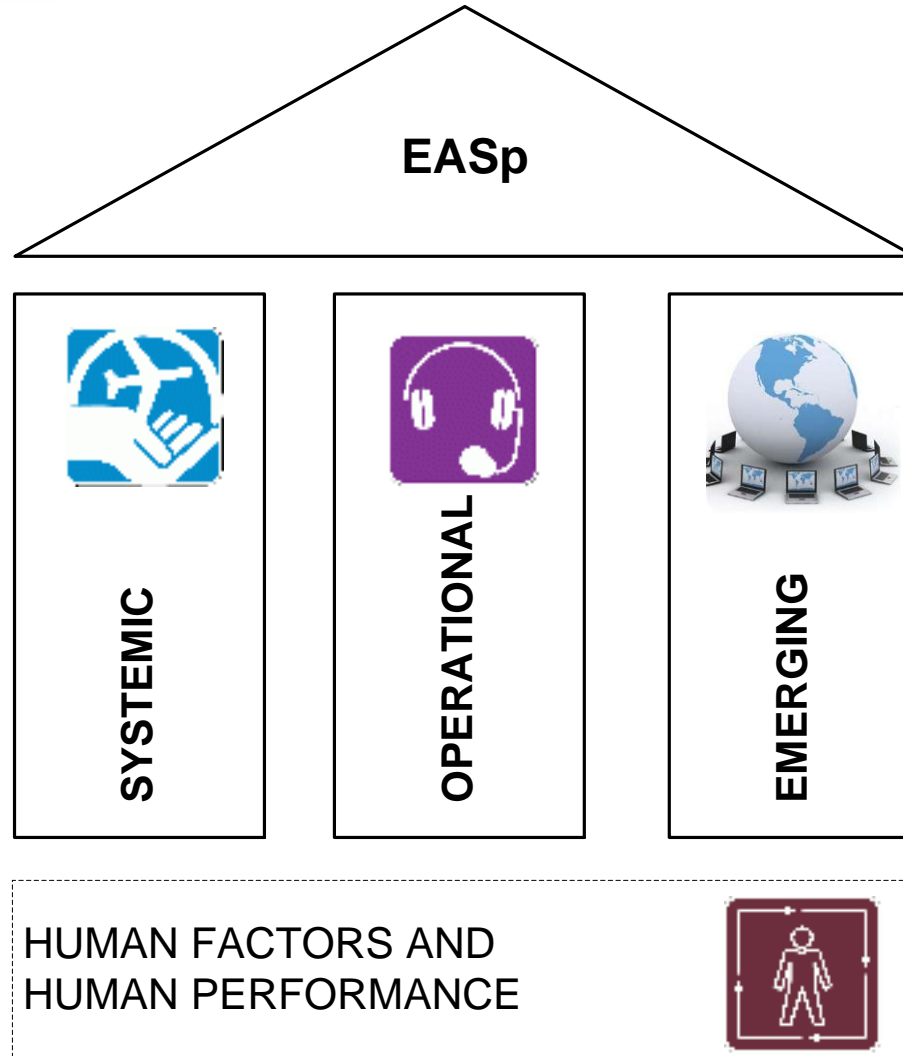 EASp
SYSTEMIC
OPERATIONAL
EMERGING
HUMAN FACTORS AND
HUMAN PERFORMANCE